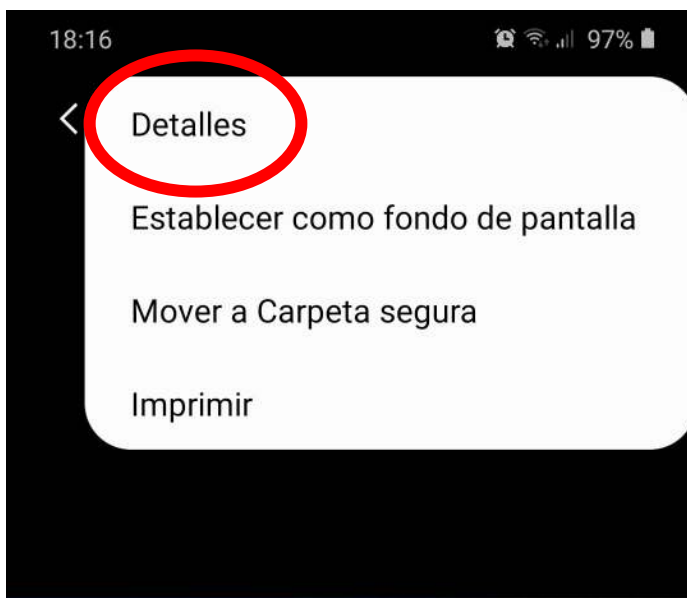 18:16 97%
Detalles
Establecer como fondo de pantalla
Mover a Carpeta segura
Imprimir